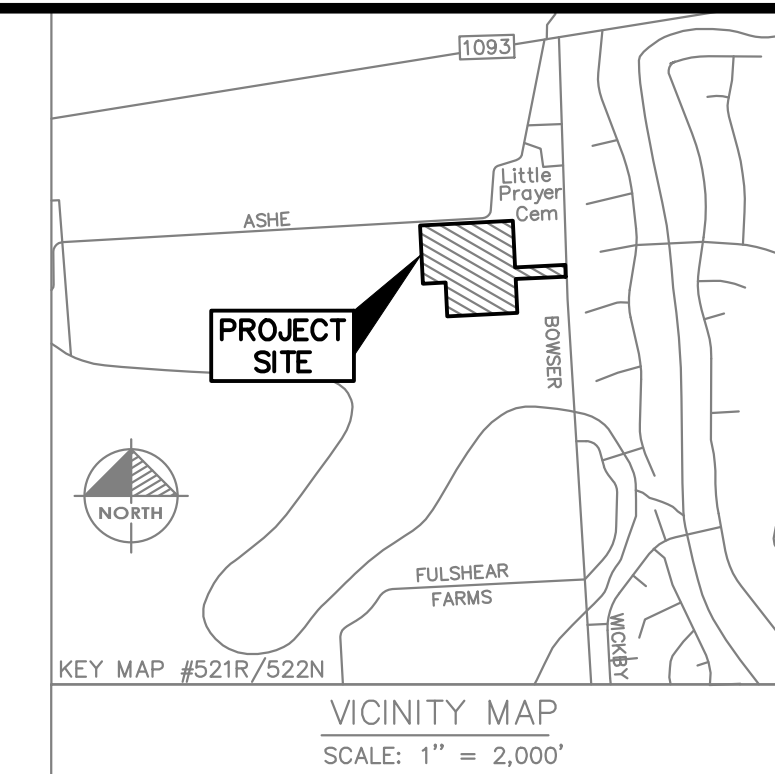 1093
Little
Prayer
Cem
ASHE
PROJECT
SITE
BOWSER
NORTH
FULSHEAR
FARMS
WICKBY
KEY MAP #521R/522N
VICINITY MAP
SCALE: 1" = 2,000'